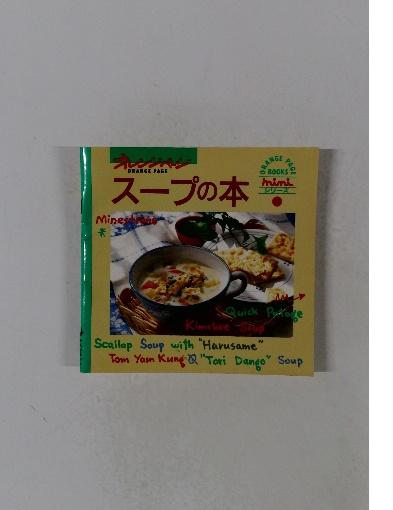 オレンジページ
ORANGE PAGE
ORANGE PAGE
BOOKS
mini
シリーズ
スープの本
Minestrone
Quick Potage
Kimchee Soup
Scallop Soup with "Harusame"
Tom Yam Kung & "Tori Dango" Soup